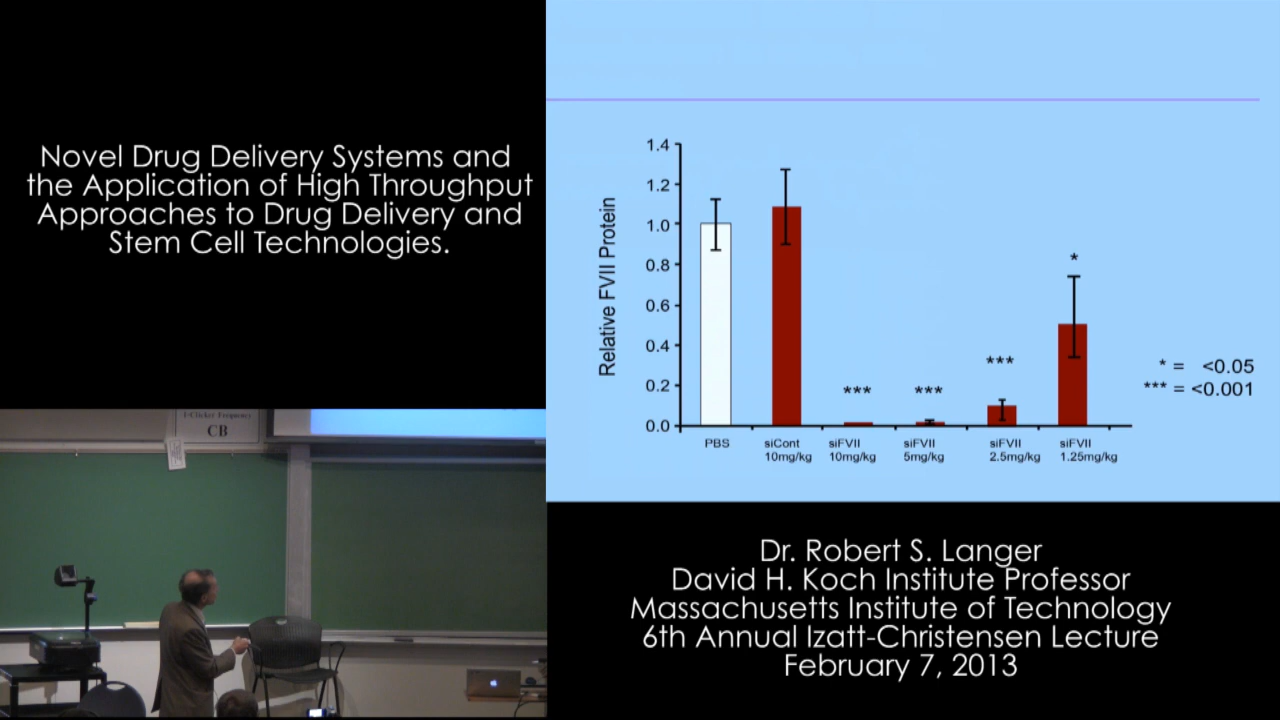 Novel Drug Delivery Systems and
the Application of High Throughput
Approaches to Drug Delivery and
Stem Cell Technologies.
CB
Relative FVII Protein
1.4
1.2
1.0
0.8
0.6
0.4
0.2
0.0
*
***
***
***
* = <0.05
*** = <0.001
PBS
siCont
10mg/kg
siFVII
10mg/kg
siFVII
5mg/kg
siFVII
2.5mg/kg
siFVII
1.25mg/kg
Dr. Robert S. Langer
David H. Koch Institute Professor
Massachusetts Institute of Technology
6th Annual Izatt-Christensen Lecture
February 7, 2013